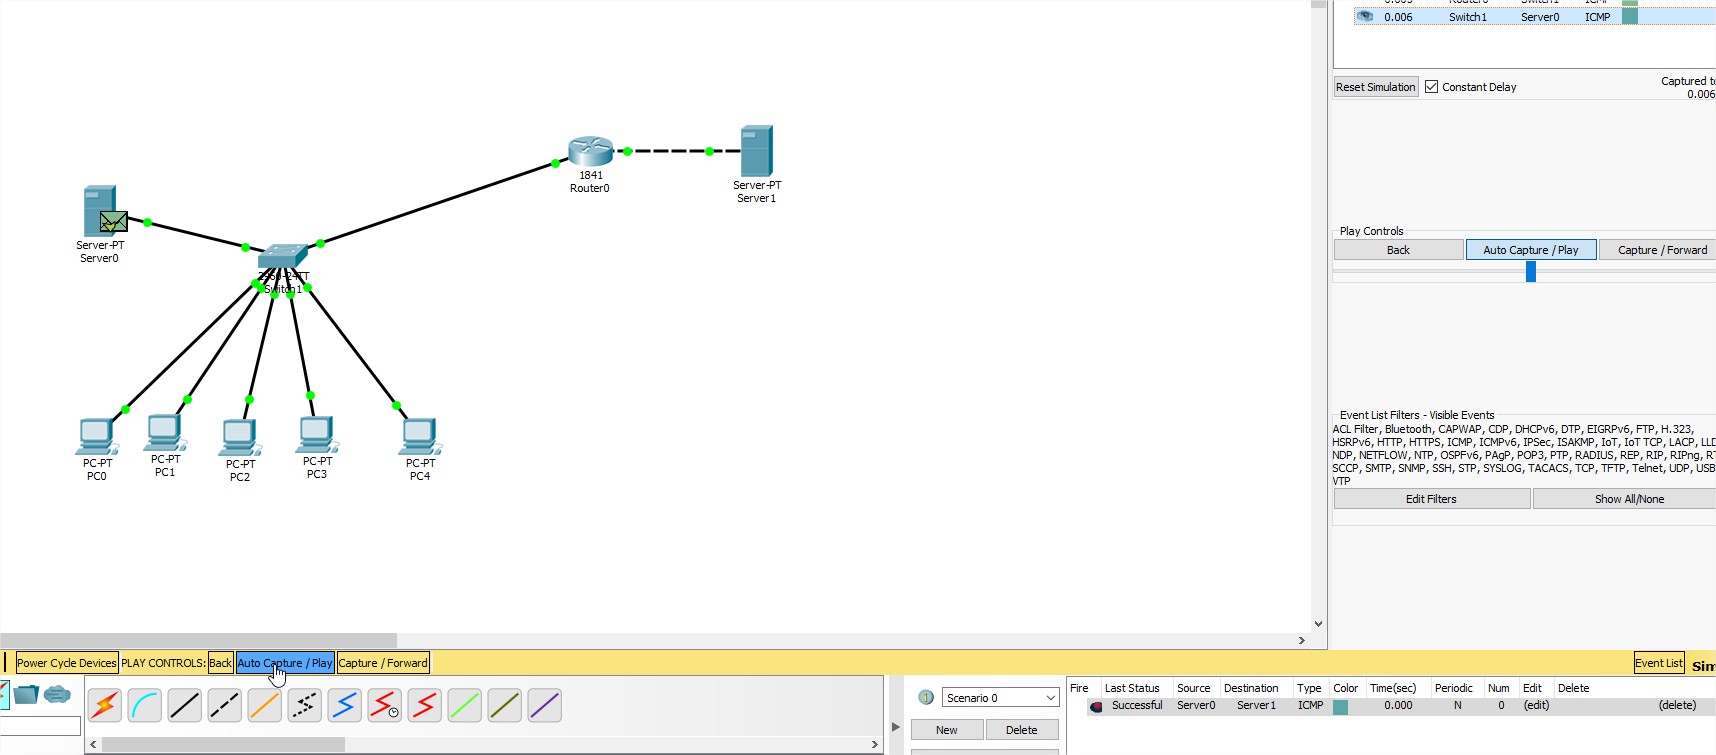 0.006 Switch1 Server0 ICMP
Reset Simulation Constant Delay
Captured to
0.006
1841
Router0
Server-PT
Server1
Server-PT
Server0
Switch1
PC-PT
PC0
PC-PT
PC1
PC-PT
PC2
PC-PT
PC3
PC-PT
PC4
Play Controls
Back Auto Capture / Play Capture / Forward
Event List Filters - Visible Events
ACL Filter, Bluetooth, CAPWAP, CDP, DHCPv6, DTP, EIGRPv6, FTP, H.323,
HSRPv6, HTTP, HTTPS, ICMP, ICMPv6, IPSec, ISAKMP, IoT, IoT TCP, LACP,
NDP, NETFLOW, NTP, OSPFv6, PAgP, POP3, PTP, RADIUS, REP, RIP, RIPng,
SCCP, SMTP, SNMP, SSH, STP, SYSLOG, TACACS, TCP, TFTP, Telnet, UDP, USB
VTP
Edit Filters Show All/None
Power Cycle Devices PLAY CONTROLS: Back Auto Capture / Play Capture / Forward Event List Sim
Scenario 0
New Delete
Fire Last Status Source Destination Type Color Time(sec) Periodic Num Edit Delete
Successful Server0 Server1 ICMP 0.000 N 0 (edit) (delete)